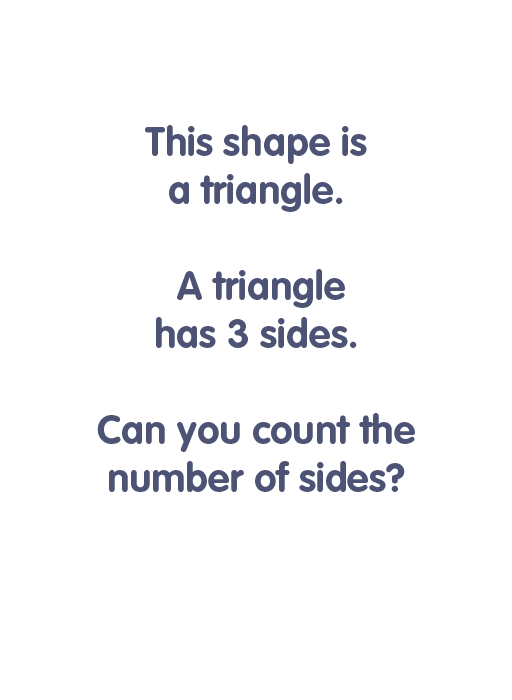 This shape is
a triangle.
A triangle
has 3 sides.
Can you count the
number of sides?